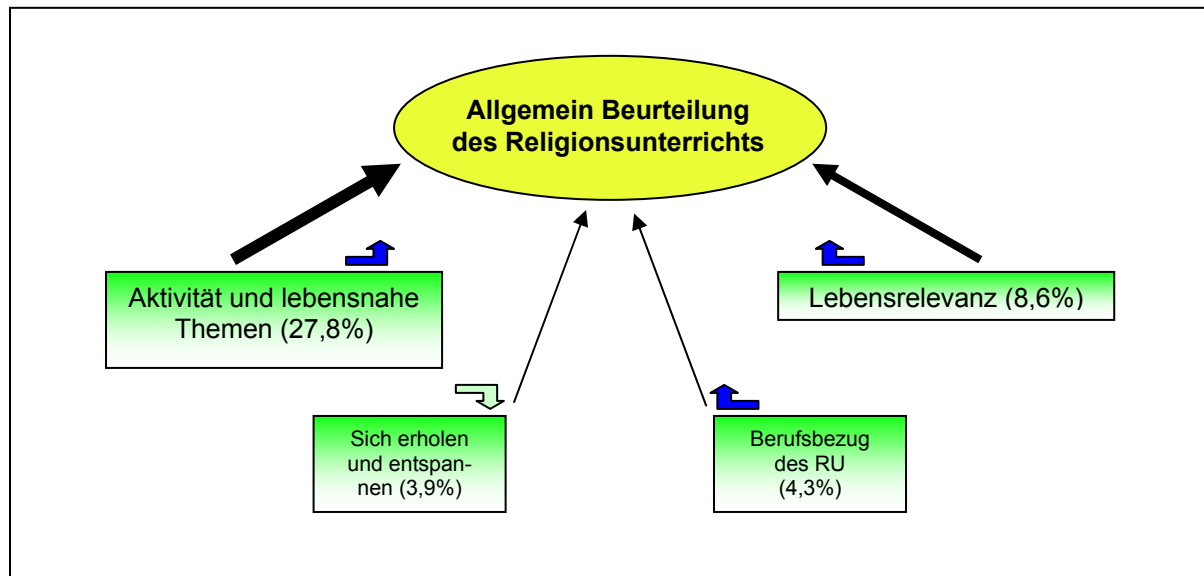 Allgemein Beurteilung
des Religionsunterrichts
Aktivität und lebensnahe
Themen (27,8%)
Lebensrelevanz (8,6%)
Sich erholen
und entspan-
nen (3,9%)
Berufsbezug
des RU
(4,3%)